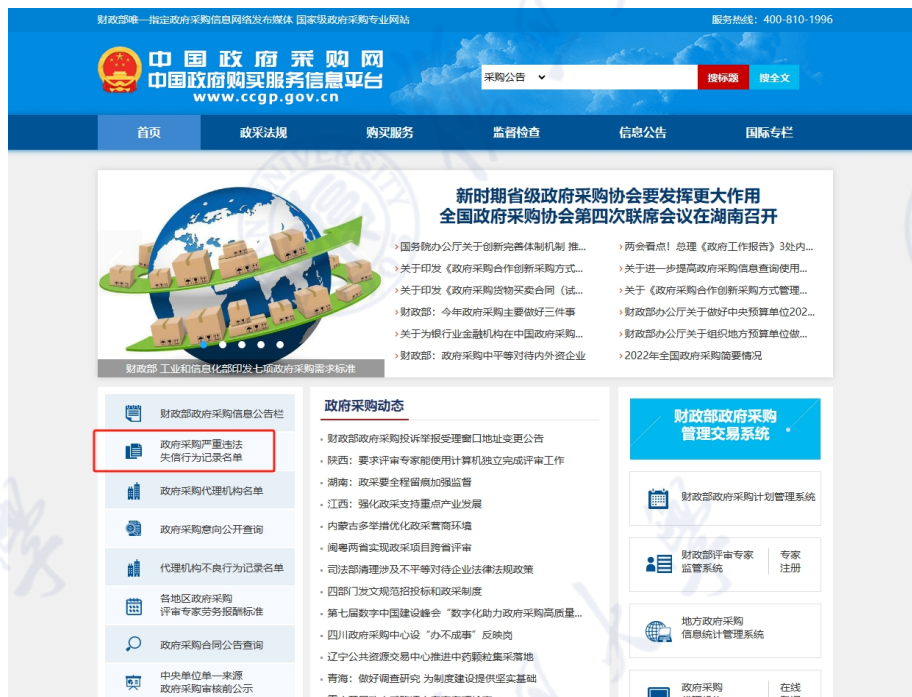 财政部唯一指定政府采购信息网络发布媒体 国家级政府采购专业网站
服务热线：400-810-1996
中国政府采购网
中国政府购买服务信息平台
www.ccgp.gov.cn
采购公告
搜标题
搜全文
首页
政采法规
购买服务
监督检查
信息公告
国际专栏
新时期省级政府采购协会要发挥更大作用
全国政府采购协会第四次联席会议在湖南召开
国务院办公厅关于创新完善体制机制 推...
关于印发《政府采购合作创新采购方式...
关于印发《政府采购货物买卖合同（试...
财政部：今年政府采购主要做好三件事
关于为银行业金融机构在中国政府采购...
财政部：政府采购中平等对待内外资企业
两会看点！总理《政府工作报告》3处内...
关于进一步提高政府采购信息查询使用...
关于《政府采购合作创新采购方式管理...
财政部办公厅关于做好中央预算单位202...
财政部办公厅关于组织地方预算单位做...
2022年全国政府采购简要情况
财政部 工业和信息化部印发七项政府采购需求标准
财政部政府采购信息公告栏
政府采购严重违法
失信行为记录名单
政府采购代理机构名单
政府采购意向公开查询
代理机构不良行为记录名单
各地区政府采购
评审专家劳务报酬标准
政府采购合同公告查询
中央单位单一来源
政府采购审核前公示
政府采购动态
财政部政府采购投诉举报受理窗口地址变更公告
陕西：要求评审专家能使用计算机独立完成评审工作
湖南：政采要全程留痕加强监督
江西：强化政采支持重点产业发展
内蒙古多举措优化政采营商环境
闽粤两省实现政采项目跨省评审
司法部清理涉及不平等对待企业法律法规政策
四部门发文规范招投标和政采制度
第七届数字中国建设峰会“数字化助力政府采购高质量...
四川政府采购中心设“办不成事”反映岗
辽宁公共资源交易中心推进中药颗粒集采落地
青海：做好调查研究 为制度建设提供坚实基础
财政部政府采购
管理交易系统
财政部政府采购计划管理系统
财政部评审专家
监管系统
专家
注册
地方政府采购
信息统计管理系统
政府采购
在线